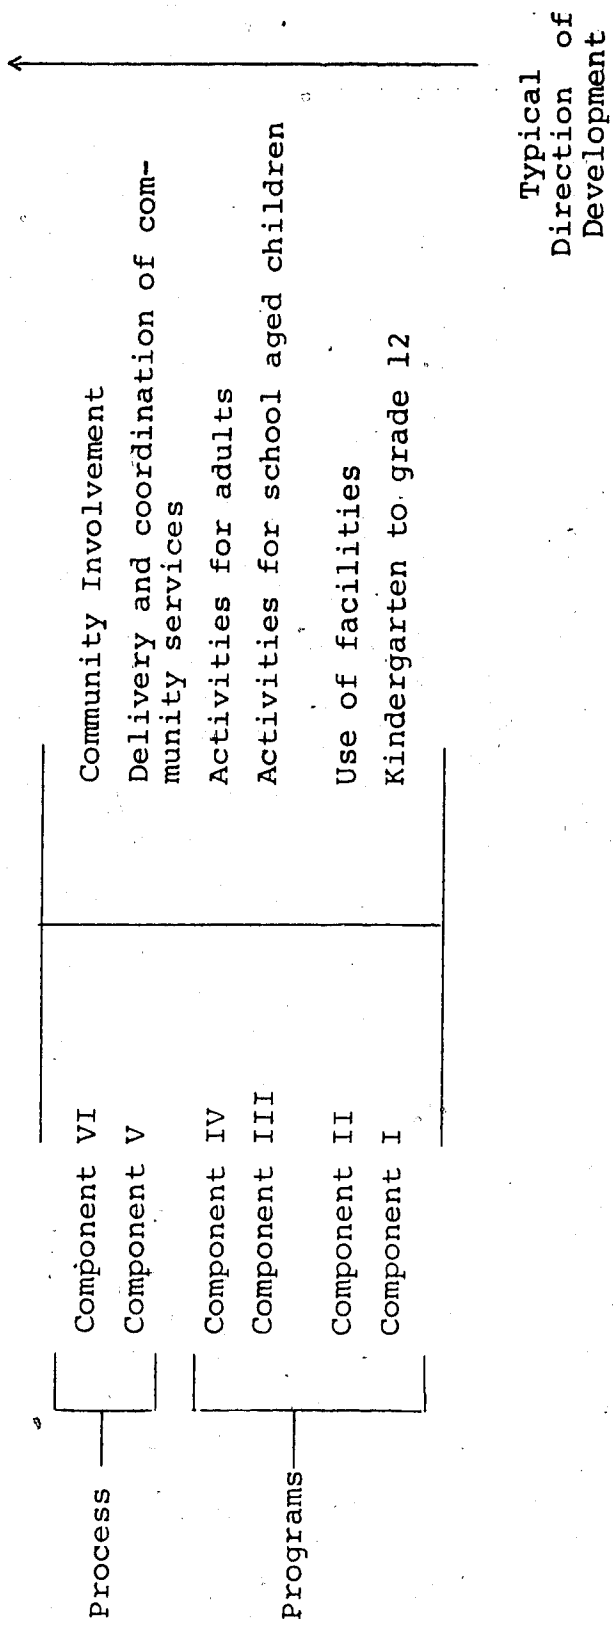 Process
Programs
Component VI
Component V
Component IV
Component III
Component II
Component I
Community Involvement
Delivery and coordination of com-
munity services
Activities for adults
Activities for school aged children
Use of facilities
Kindergarten to grade 12
Typical
Direction of
Development